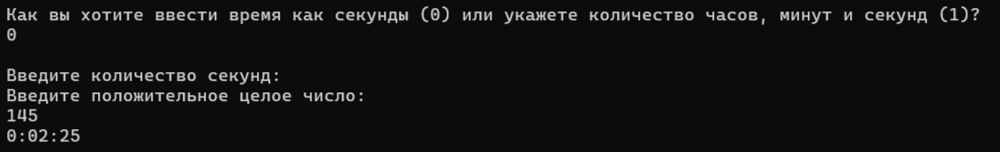 Как вы хотите ввести время как секунды (0) или укажете количество часов, минут и секунд (1)?
0
Введите количество секунд:
Введите положительное целое число:
145
0:02:25